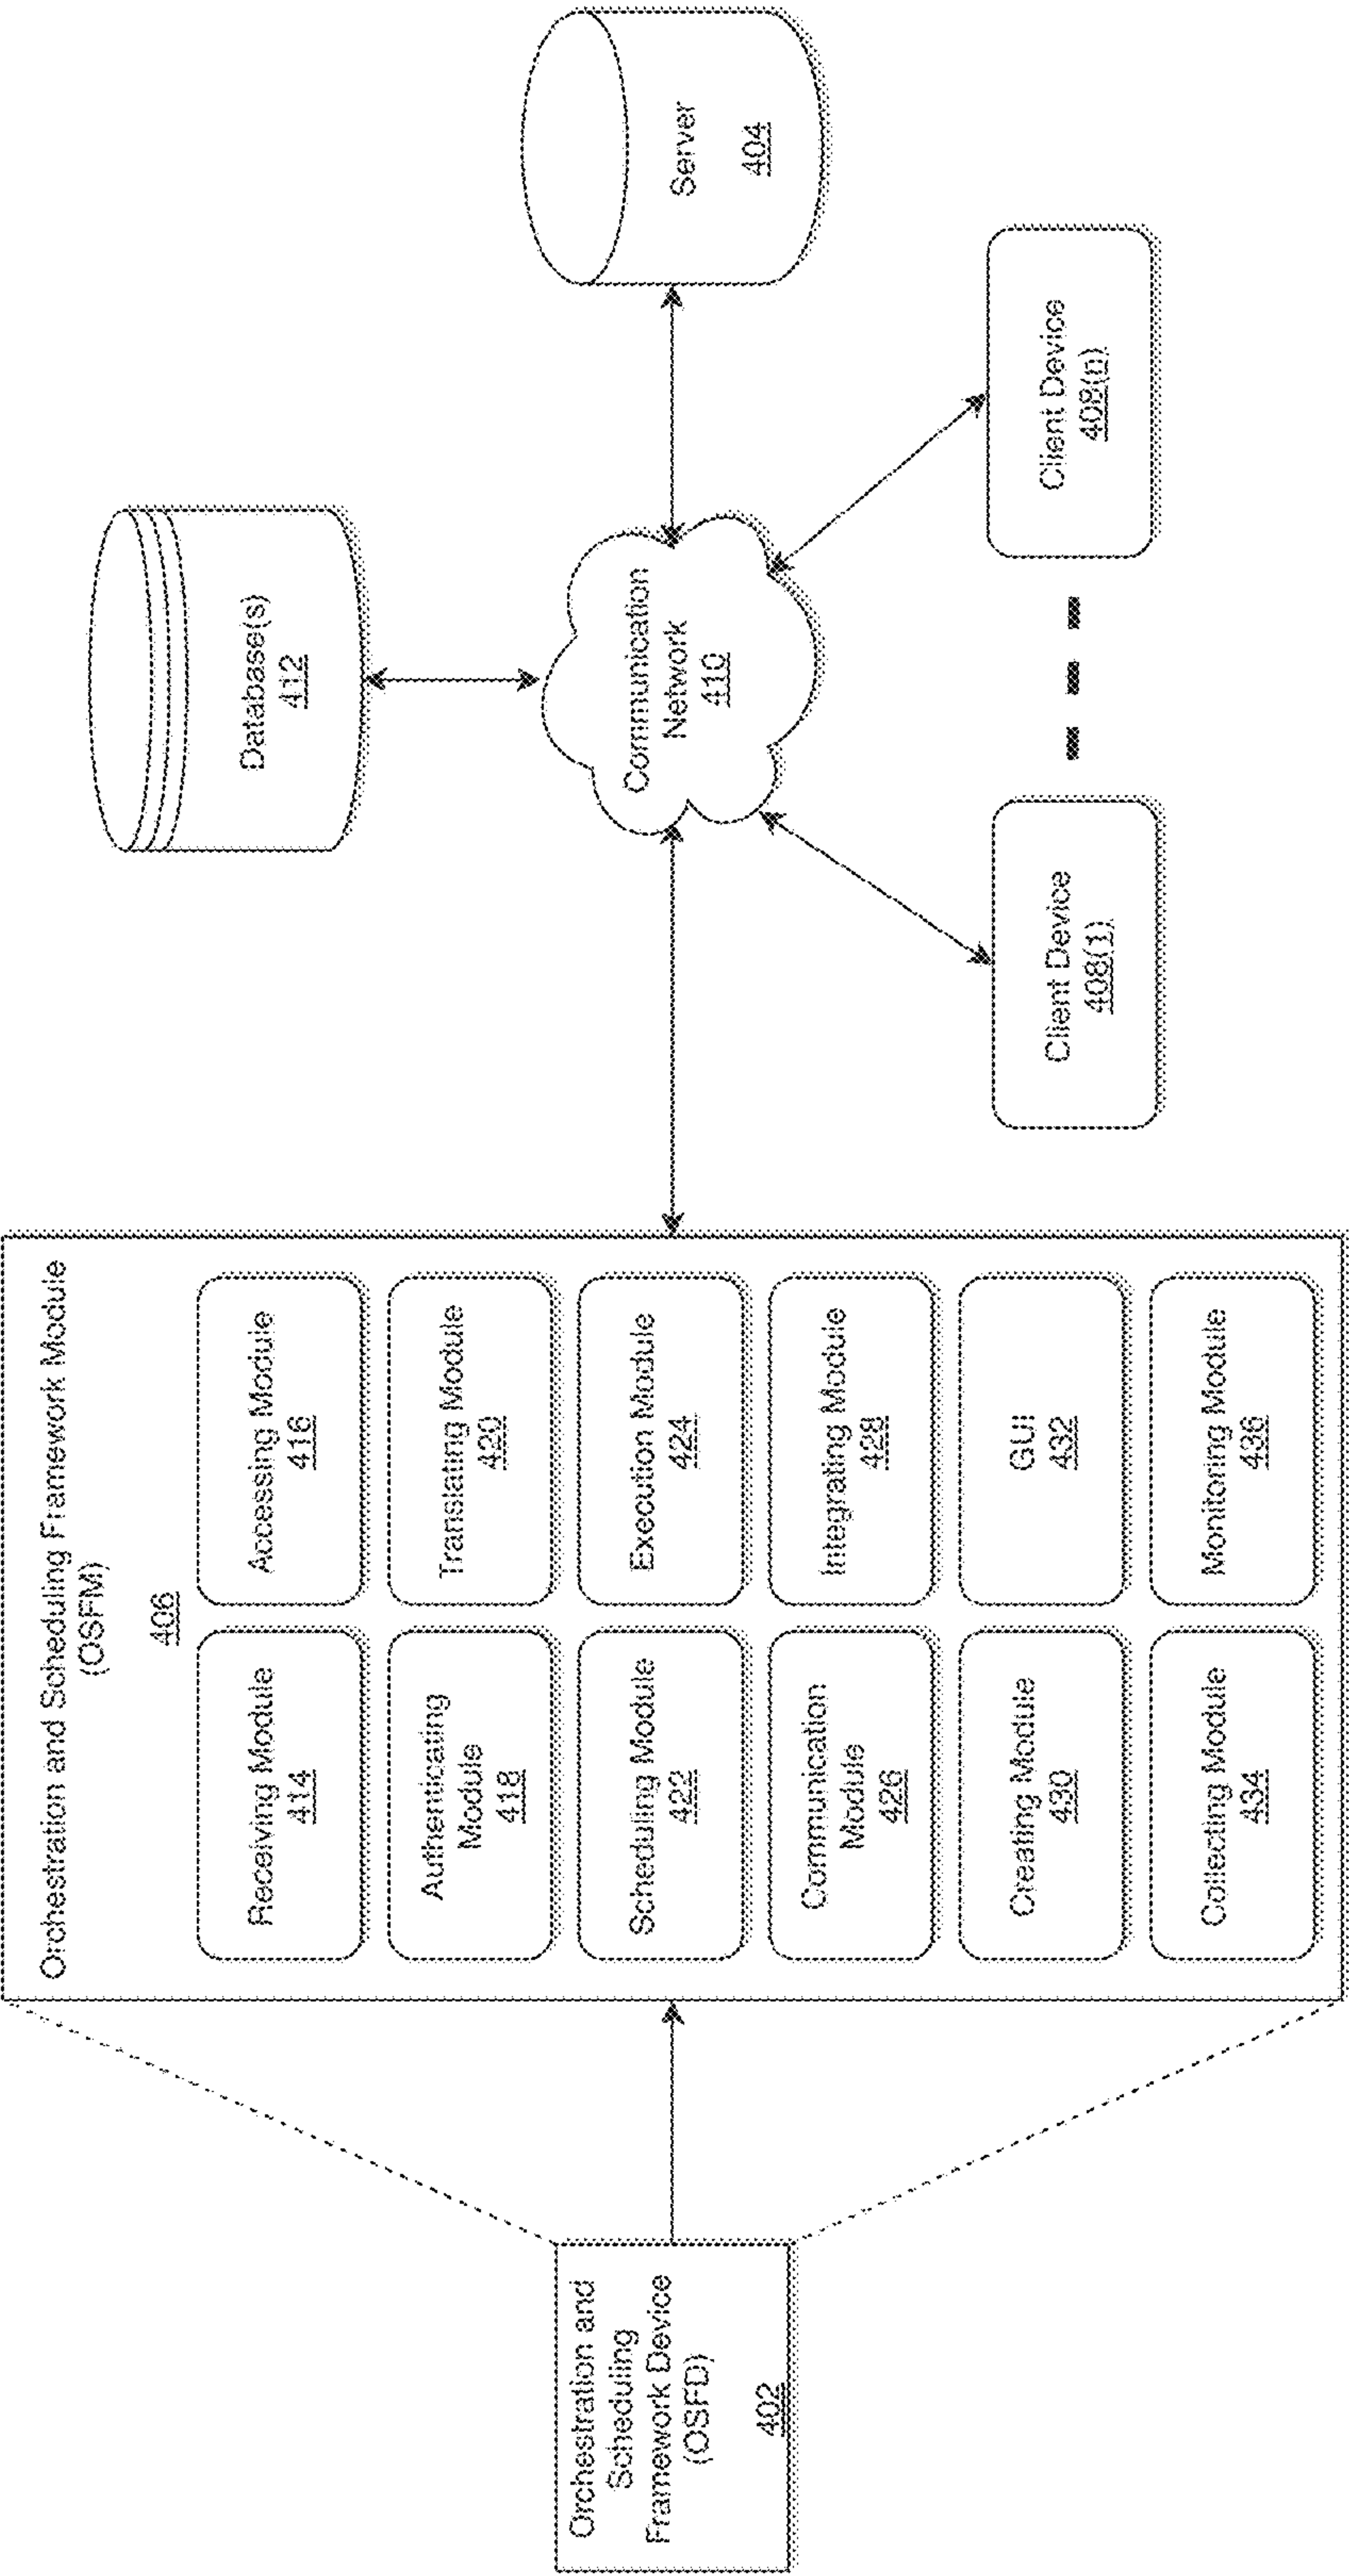 Orchestration and
Scheduling
Framework Device
(OSFD)
402
Orchestration and Scheduling Framework Module
(OSFM)
406
Receiving Module
414
Accessing Module
416
Authenticating
Module
418
Translating Module
420
Scheduling Module
422
Execution Module
424
Communication
Module
426
Integrating Module
428
Creating Module
430
GUI
432
Collecting Module
434
Monitoring Module
436
Database(s)
412
Communication
Network
410
Server
404
Client Device
408(1)
Client Device
408(n)